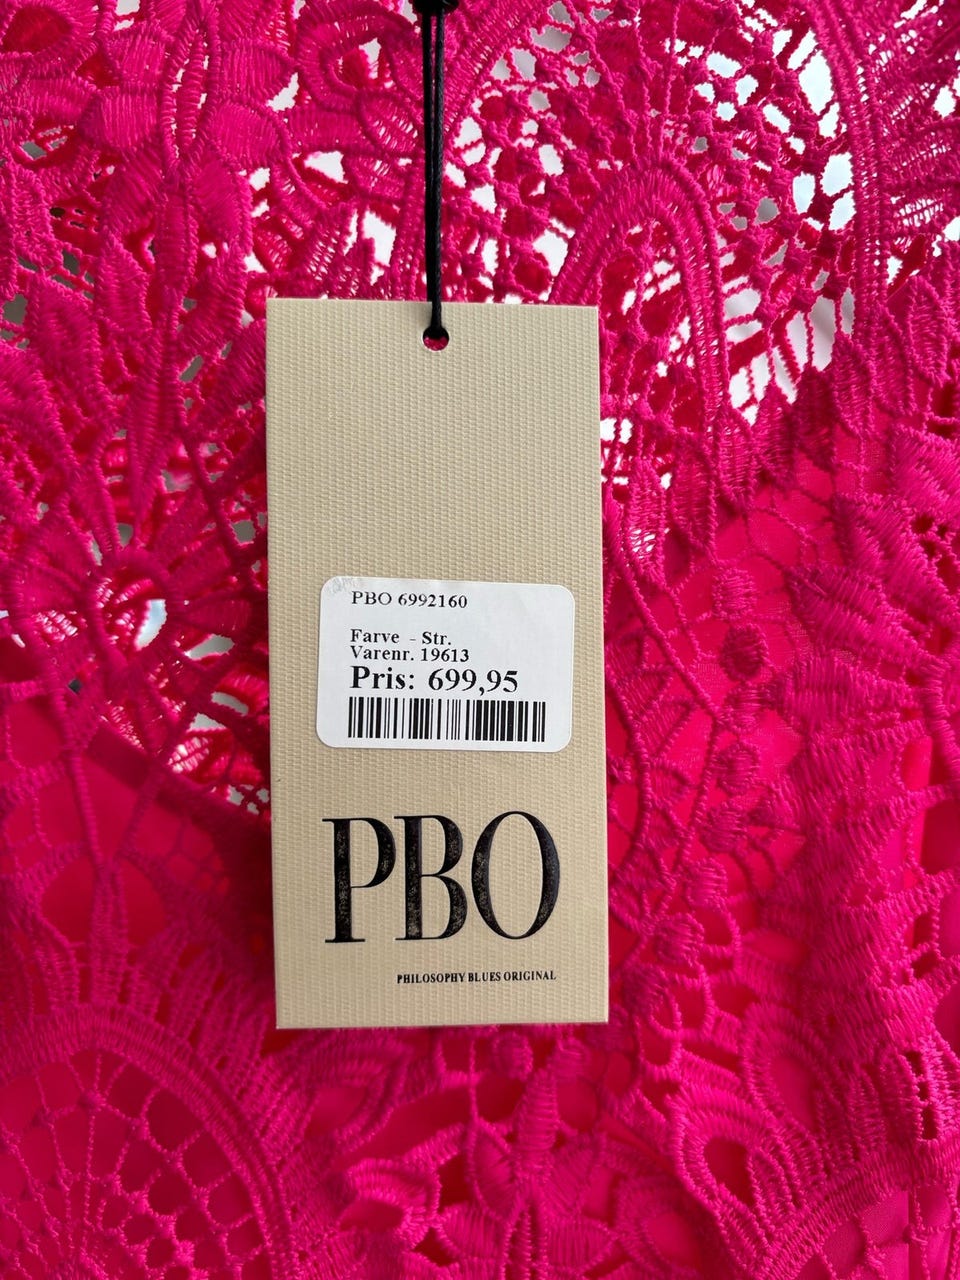 PBO 6992160
Farve - Str.
Varenr. 19613
Pris: 699,95
PBO
PHILOSOPHY BLUES ORIGINAL